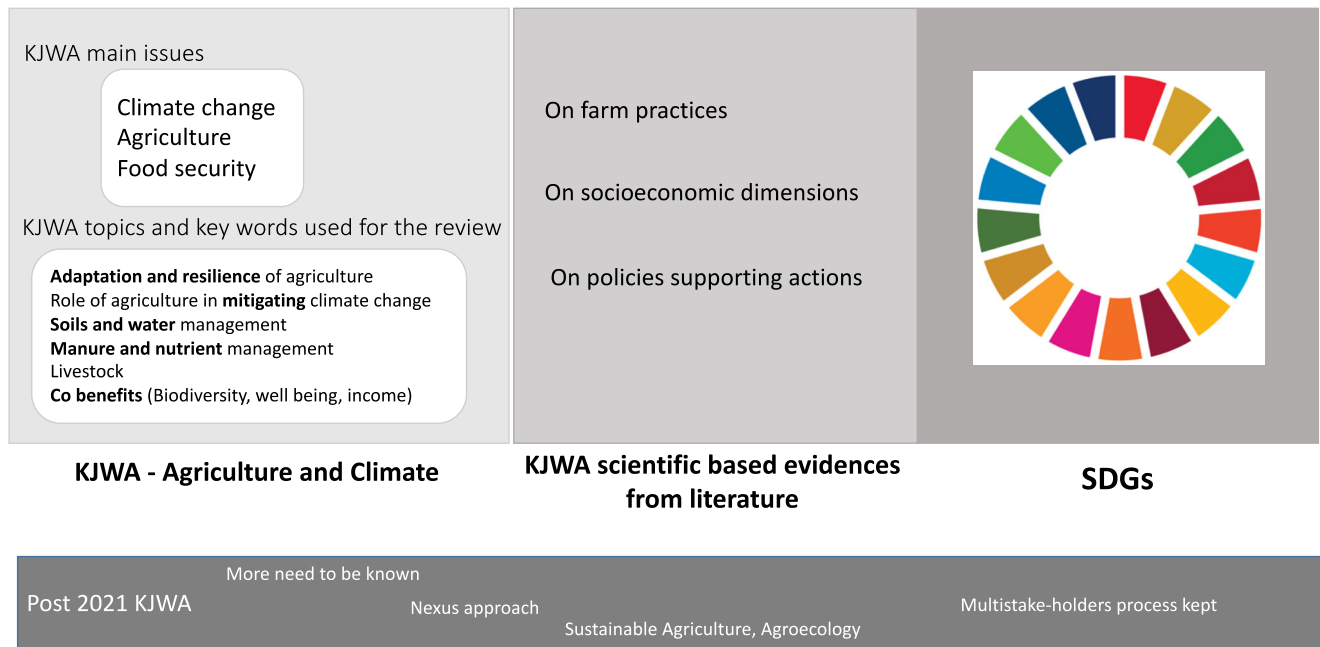 KJWA main issues
Climate change
Agriculture
Food security
KJWA topics and key words used for the review
Adaptation and resilience of agriculture
Role of agriculture in mitigating climate change
Soils and water management
Manure and nutrient management
Livestock
Co benefits (Biodiversity, well being, income)
KJWA - Agriculture and Climate
On farm practices
On socioeconomic dimensions
On policies supporting actions
KJWA scientific based evidences
from literature
SDGs
Post 2021 KJWA
More need to be known
Nexus approach
Sustainable Agriculture, Agroecology
Multistake-holders process kept